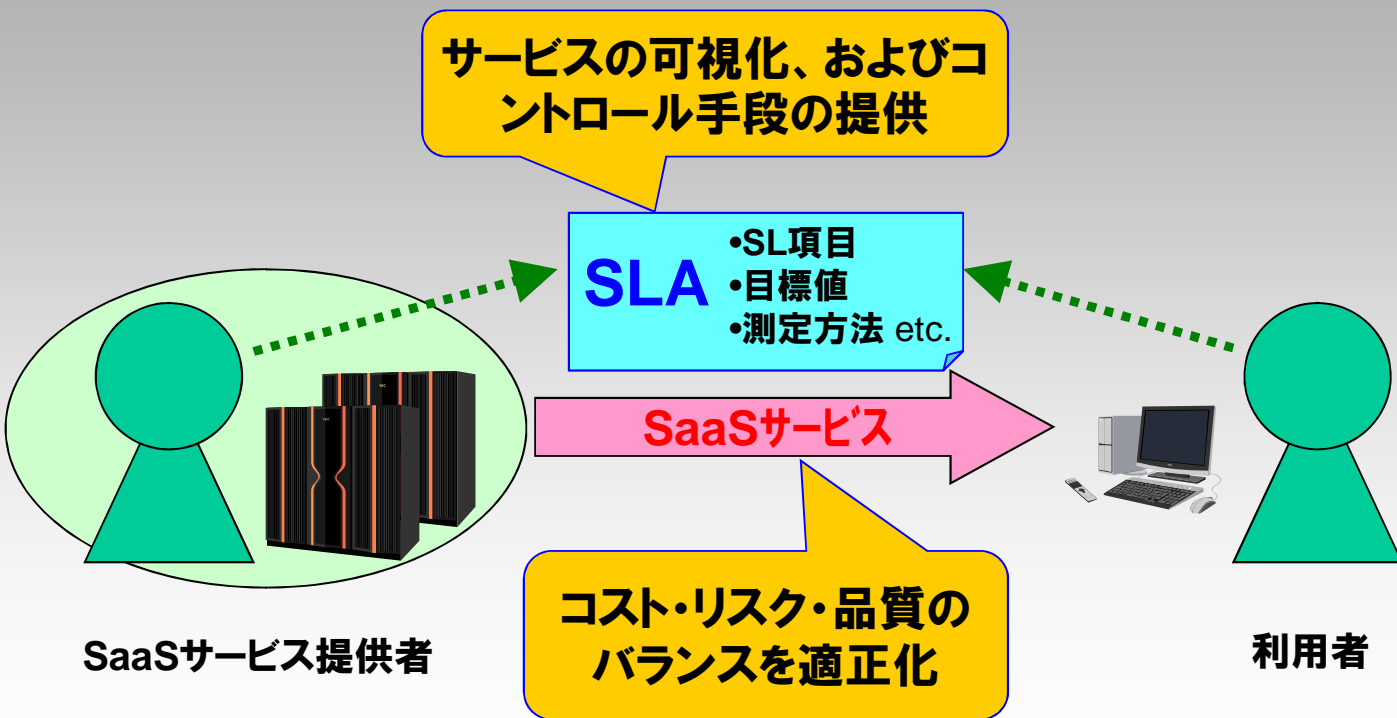 サービスの可視化、およびコ
ントロール手段の提供
SLA
•SL項目
•目標値
•測定方法 etc.
SaaSサービス
コスト・リスク・品質の
バランスを適正化
SaaSサービス提供者
利用者